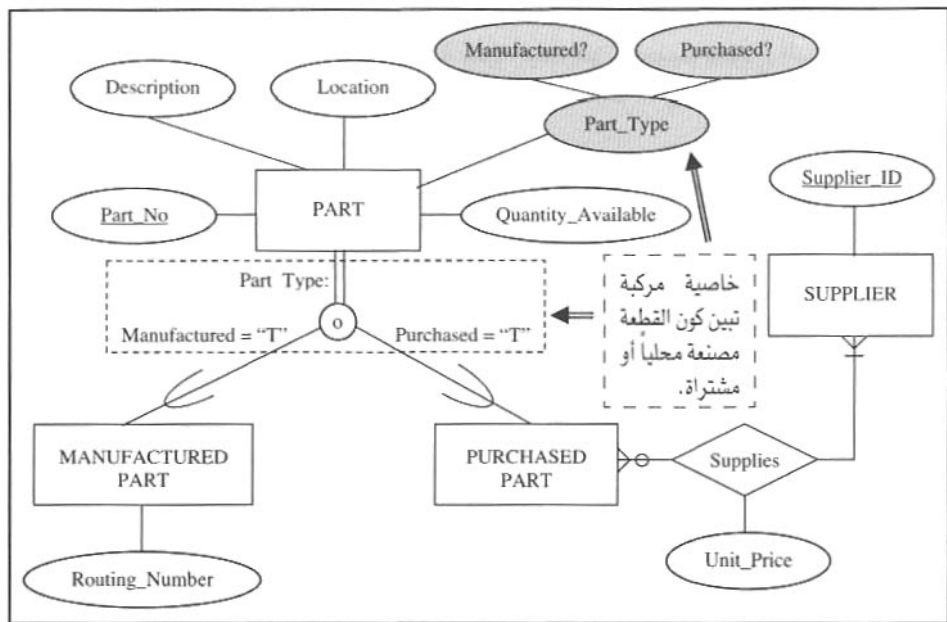 Manufactured?
Purchased?
Description
Location
Part_Type
Supplier_ID
Part_No
PART
Quantity_Available
Part Type:
خاصية مركبة
تبين كون القطعة
مصنعة محلياً أو
مشتراة.
SUPPLIER
o
Manufactured = “T”
Purchased = “T”
MANUFACTURED
PART
PURCHASED
PART
Supplies
Routing_Number
Unit_Price